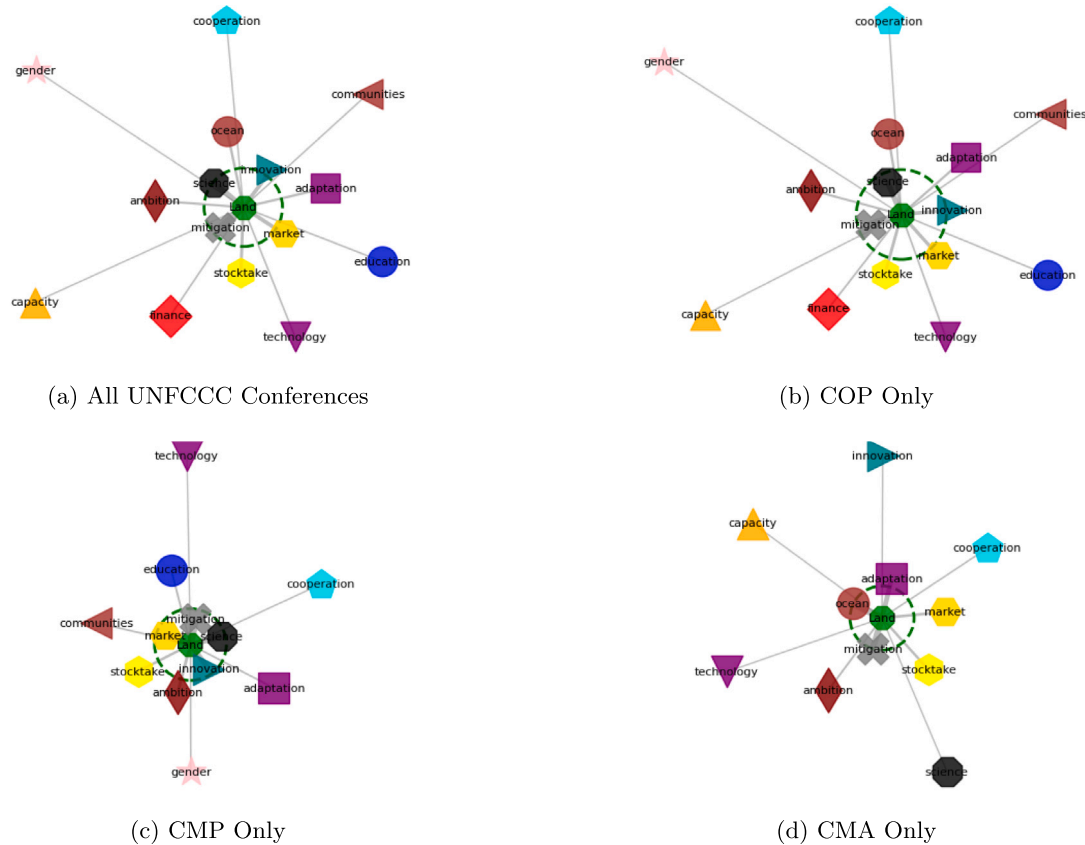 cooperation
gender
communities
ocean
innovation
science
adaptation
ambition
Land
mitigation
market
education
stocktake
capacity
finance
technology
(a) All UNFCCC Conferences
cooperation
gender
communities
ocean
adaptation
science
ambition
Land
innovation
mitigation
market
stocktake
education
finance
capacity
technology
(b) COP Only
technology
education
cooperation
communities
mitigation
market
science
Land
innovation
stocktake
ambition
adaptation
gender
(c) CMP Only
innovation
capacity
cooperation
adaptation
ocean
market
Land
mitigation
technology
ambition
stocktake
science
(d) CMA Only